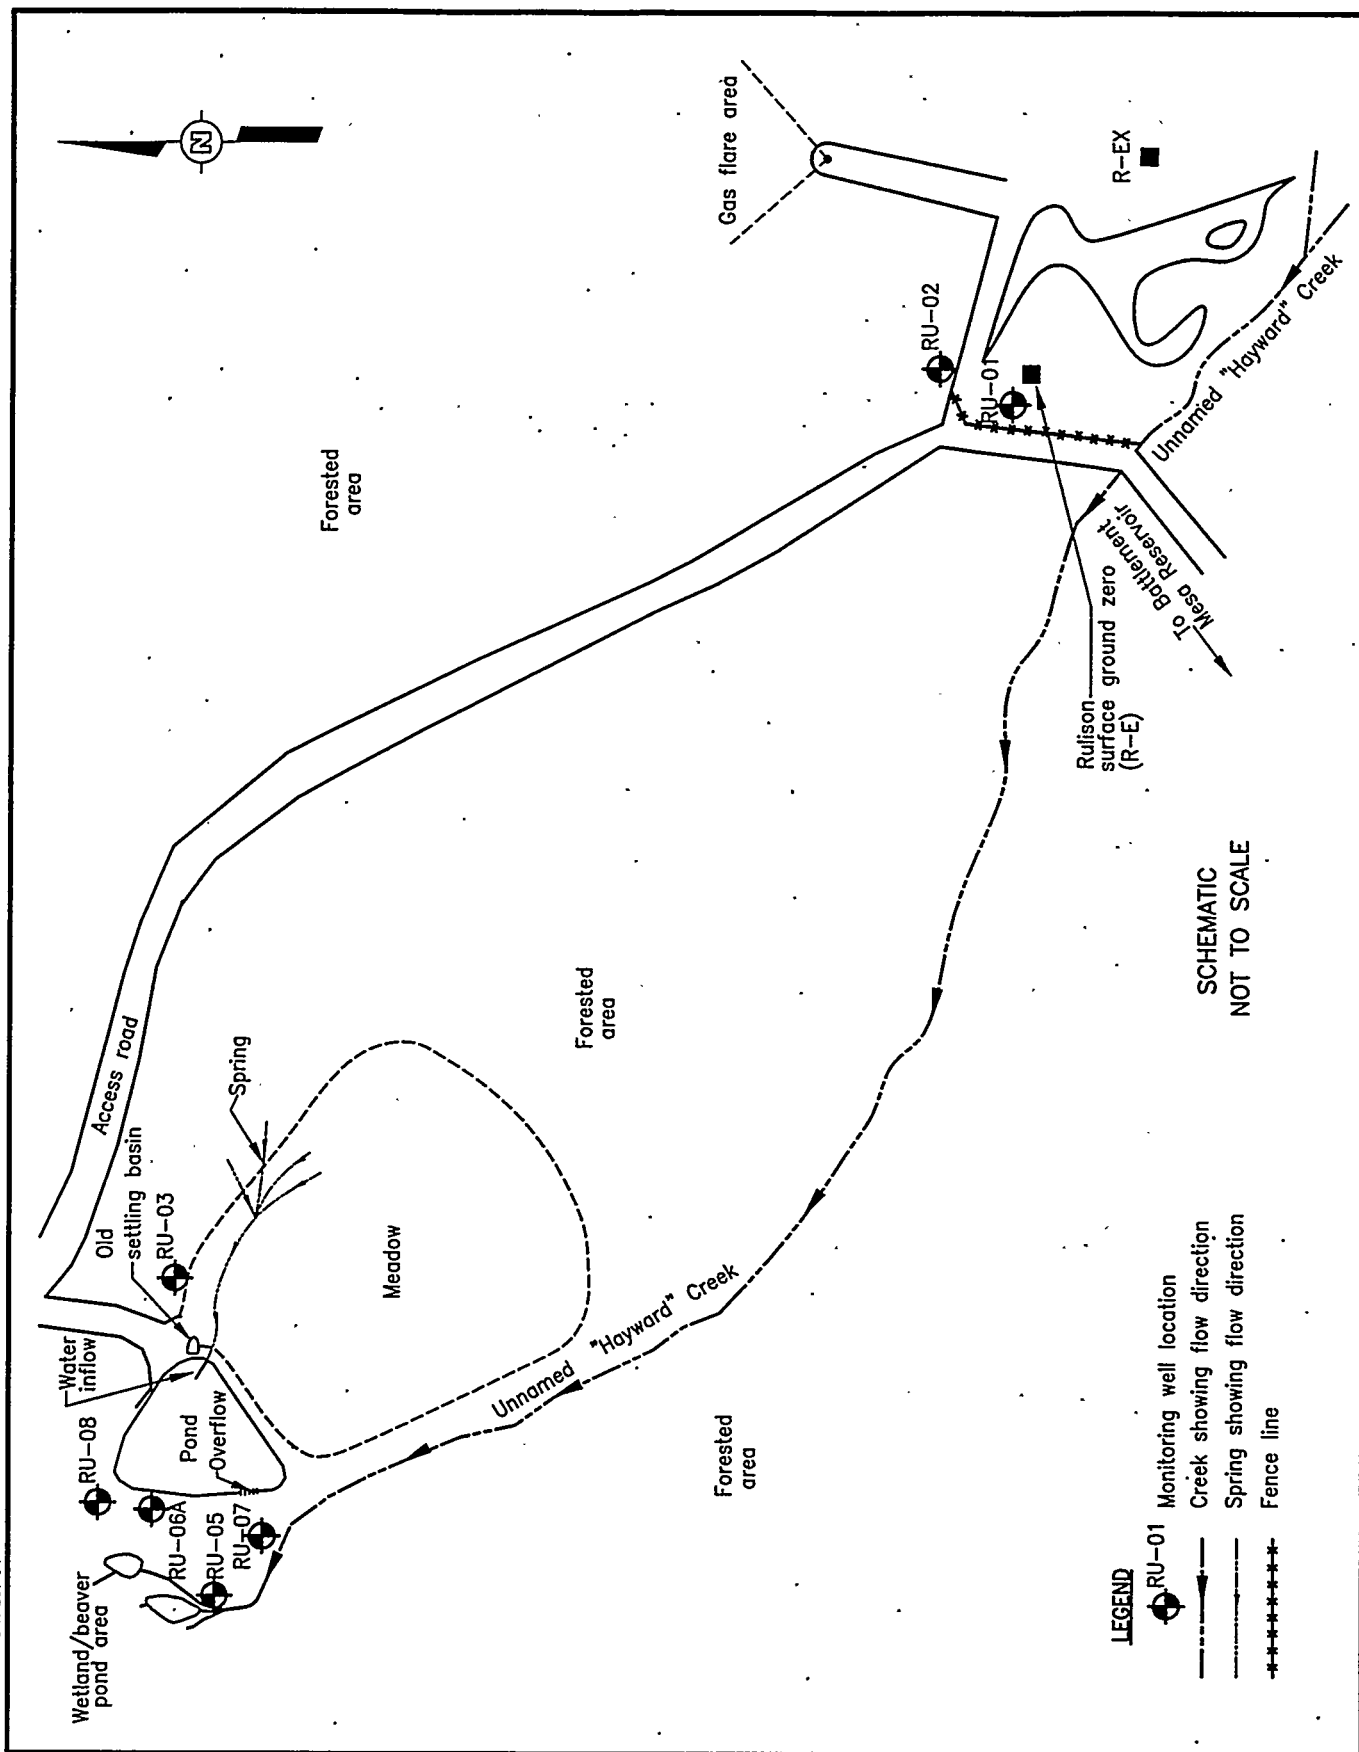 Wetland/beaver
pond area
RU-08
RU-06A
RU-05
RU-07
Water
inflow
Pond
Overflow
Old
settling basin
RU-03
Access road
Spring
Meadow
Unnamed "Hayward" Creek
Forested
area
Forested
area
Forested
area
N
Gas flare area
RU-02
RU-01
R-EX
Unnamed "Hayward" Creek
To Battlement
Mesa Reservoir
Rulison
surface ground zero
(R-E)
SCHEMATIC
NOT TO SCALE
LEGEND
RU-01 Monitoring well location
Creek showing flow direction
Spring showing flow direction
Fence line